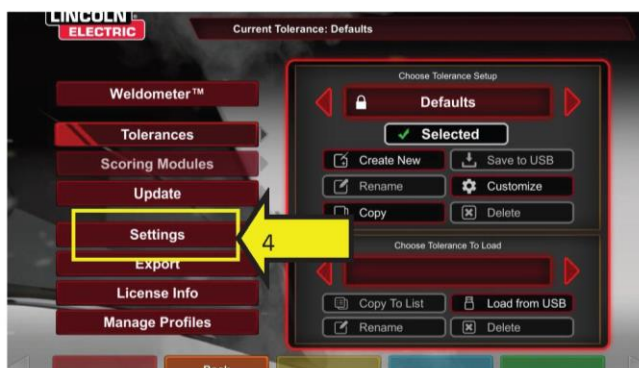 LINCOLN
ELECTRIC
Current Tolerance: Defaults
Weldometer™
Tolerances
Scoring Modules
Update
Settings
Export
License Info
Manage Profiles
4
Choose Tolerance Setup
Defaults
Selected
Create New
Save to USB
Rename
Customize
Copy
Delete
Choose Tolerance To Load
Copy To List
Load from USB
Rename
Delete
Back